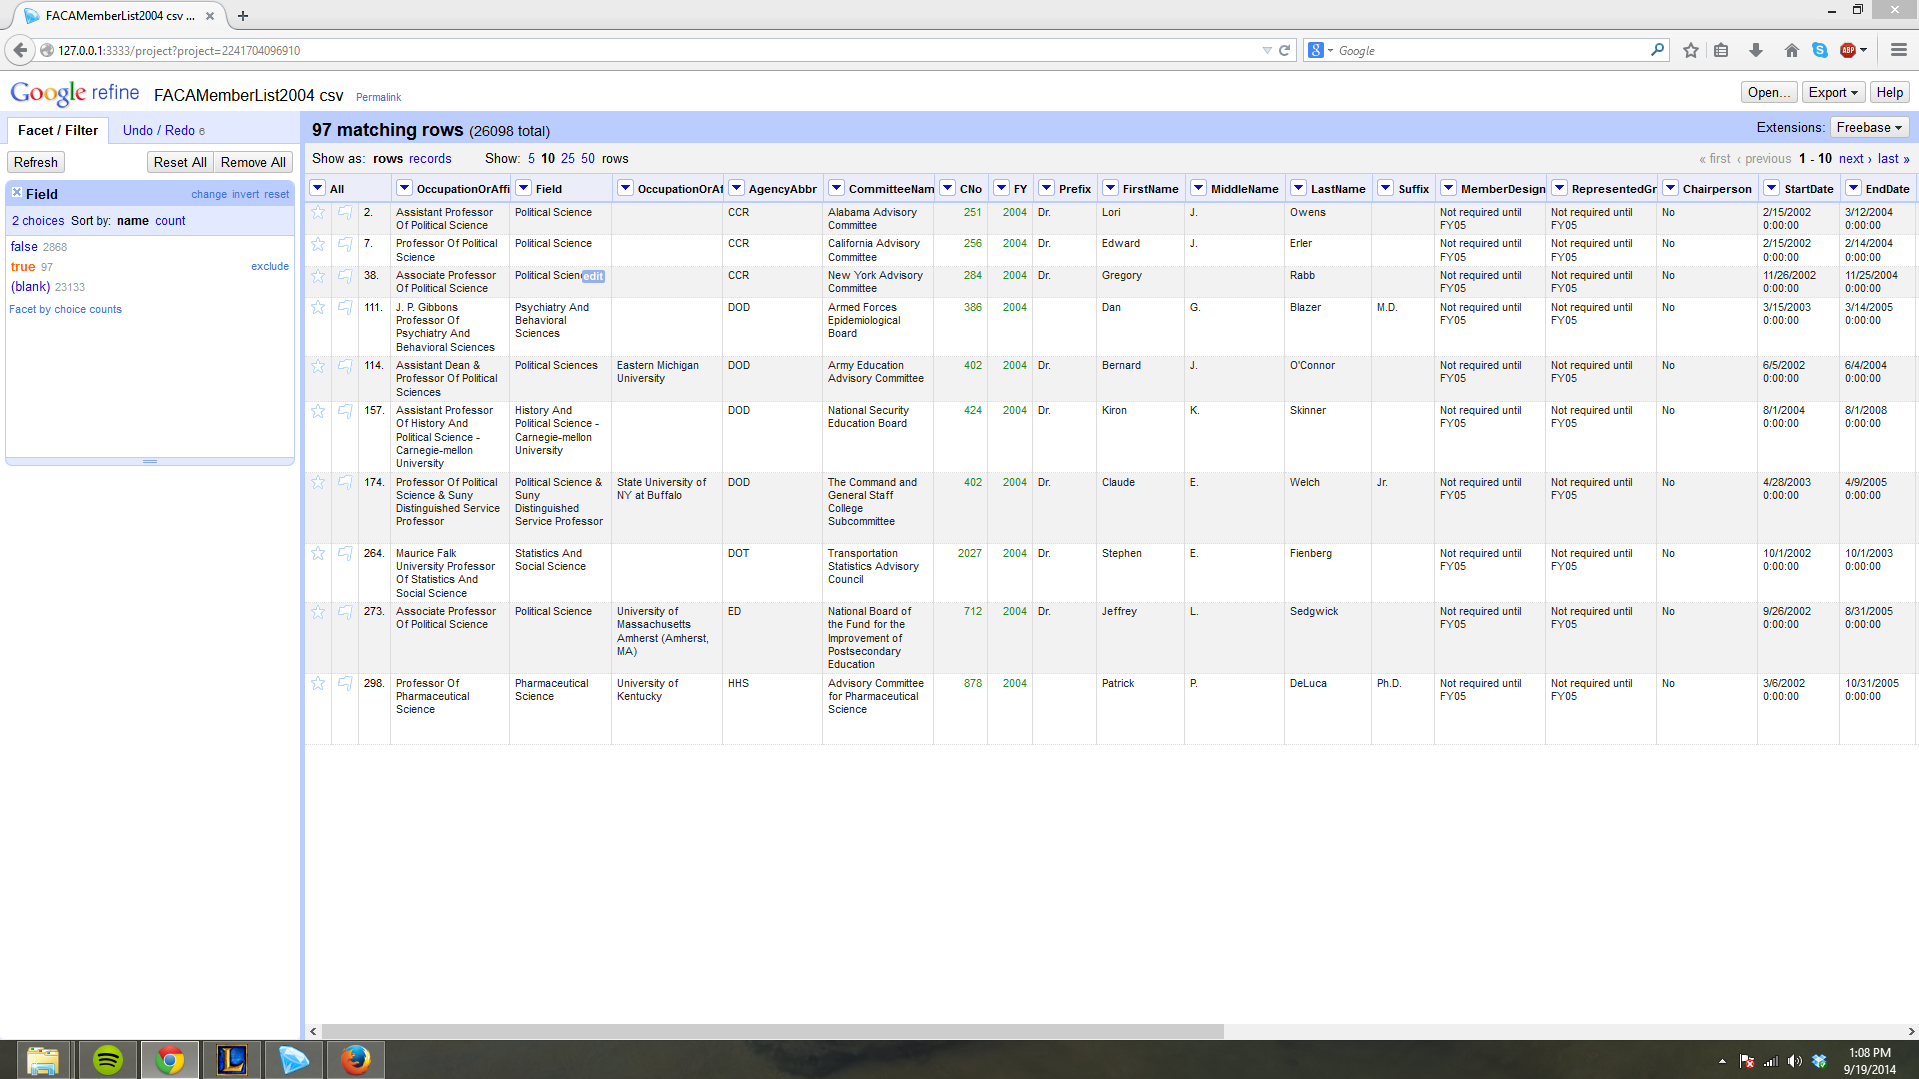 FACAMemberList2004 csv ...
127.0.0.1:3333/project?project=2241704096910
Google
ABP
Google refine FACAMemberList2004 csv Permalink
Open... Export Help
Facet / Filter Undo / Redo 6
97 matching rows (26098 total)
Extensions: Freebase
Refresh Reset All Remove All
Show as: rows records Show: 5 10 25 50 rows
« first ‹ previous 1 - 10 next › last »
Field change invert reset
2 choices Sort by: name count
false 2868
true 97 exclude
(blank) 23133
Facet by choice counts
All OccupationOrAffi Field OccupationOrAf AgencyAbbr CommitteeNam CNo FY Prefix FirstName MiddleName LastName Suffix MemberDesign RepresentedGr Chairperson StartDate EndDate
2. Assistant Professor Political Science CCR Alabama Advisory 251 2004 Dr. Lori J. Owens Not required until Not required until No 2/15/2002 3/12/2004
Of Political Science Committee FY05 FY05 0:00:00 0:00:00
7. Professor Of Political Political Science CCR California Advisory 256 2004 Dr. Edward J. Erler Not required until Not required until No 2/15/2002 2/14/2004
Science Committee FY05 FY05 0:00:00 0:00:00
38. Associate Professor Political Scien edit CCR New York Advisory 284 2004 Dr. Gregory Rabb Not required until Not required until No 11/26/2002 11/25/2004
Of Political Science Committee FY05 FY05 0:00:00 0:00:00
111. J. P. Gibbons Psychiatry And DOD Armed Forces 386 2004 Dan G. Blazer M.D. Not required until Not required until No 3/15/2003 3/14/2005
Professor Of Behavioral Epidemiological FY05 FY05 0:00:00 0:00:00
Psychiatry And Sciences Board
Behavioral Sciences
114. Assistant Dean & Political Sciences Eastern Michigan DOD Army Education 402 2004 Dr. Bernard J. O'Connor Not required until Not required until No 6/5/2002 6/4/2004
Professor Of Political University Advisory Committee FY05 FY05 0:00:00 0:00:00
Sciences
157. Assistant Professor History And DOD National Security 424 2004 Dr. Kiron K. Skinner Not required until Not required until No 8/1/2004 8/1/2008
Of History And Political Science - Education Board FY05 FY05 0:00:00 0:00:00
Political Science - Carnegie-mellon
Carnegie-mellon University
University
174. Professor Of Political Political Science & State University of DOD The Command and 402 2004 Dr. Claude E. Welch Jr. Not required until Not required until No 4/28/2003 4/9/2005
Science & Suny Suny NY at Buffalo General Staff FY05 FY05 0:00:00 0:00:00
Distinguished Service Distinguished College
Professor Service Professor Subcommittee
264. Maurice Falk Statistics And DOT Transportation 2027 2004 Dr. Stephen E. Fienberg Not required until Not required until No 10/1/2002 10/1/2003
University Professor Social Science Statistics Advisory FY05 FY05 0:00:00 0:00:00
Of Statistics And Council
Social Science
273. Associate Professor Political Science University of ED National Board of 712 2004 Dr. Jeffrey L. Sedgwick Not required until Not required until No 9/26/2002 8/31/2005
Of Political Science Massachusetts the Fund for the FY05 FY05 0:00:00 0:00:00
Amherst (Amherst, Improvement of
MA) Postsecondary
Education
298. Professor Of Pharmaceutical University of HHS Advisory Committee 878 2004 Patrick P. DeLuca Ph.D. Not required until Not required until No 3/6/2002 10/31/2005
Pharmaceutical Science Kentucky for Pharmaceutical FY05 FY05 0:00:00 0:00:00
Science Science
1:08 PM
9/19/2014